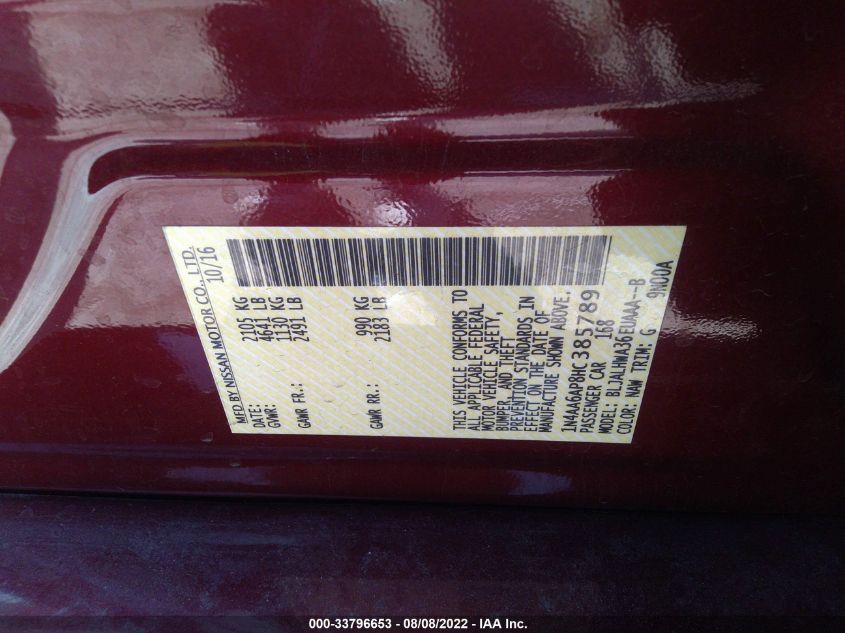 MFD BY NISSAN MOTOR CO., LTD.
DATE: 10/16
GVWR: 2105 KG
4641 LB
GAWR FR.: 1130 KG
2491 LB
GAWR RR.: 990 KG
2183 LB
THIS VEHICLE CONFORMS TO
ALL APPLICABLE FEDERAL
MOTOR VEHICLE SAFETY,
BUMPER, AND THEFT
PREVENTION STANDARDS IN
EFFECT ON THE DATE OF
MANUFACTURE SHOWN ABOVE.
1N4AA6AP8HC385789
PASSENGER CAR 168
MODEL: BLJALHWA36EUAAA--B
COLOR: NAW TRIM: G
000-33796653 - 08/08/2022 - IAA Inc.